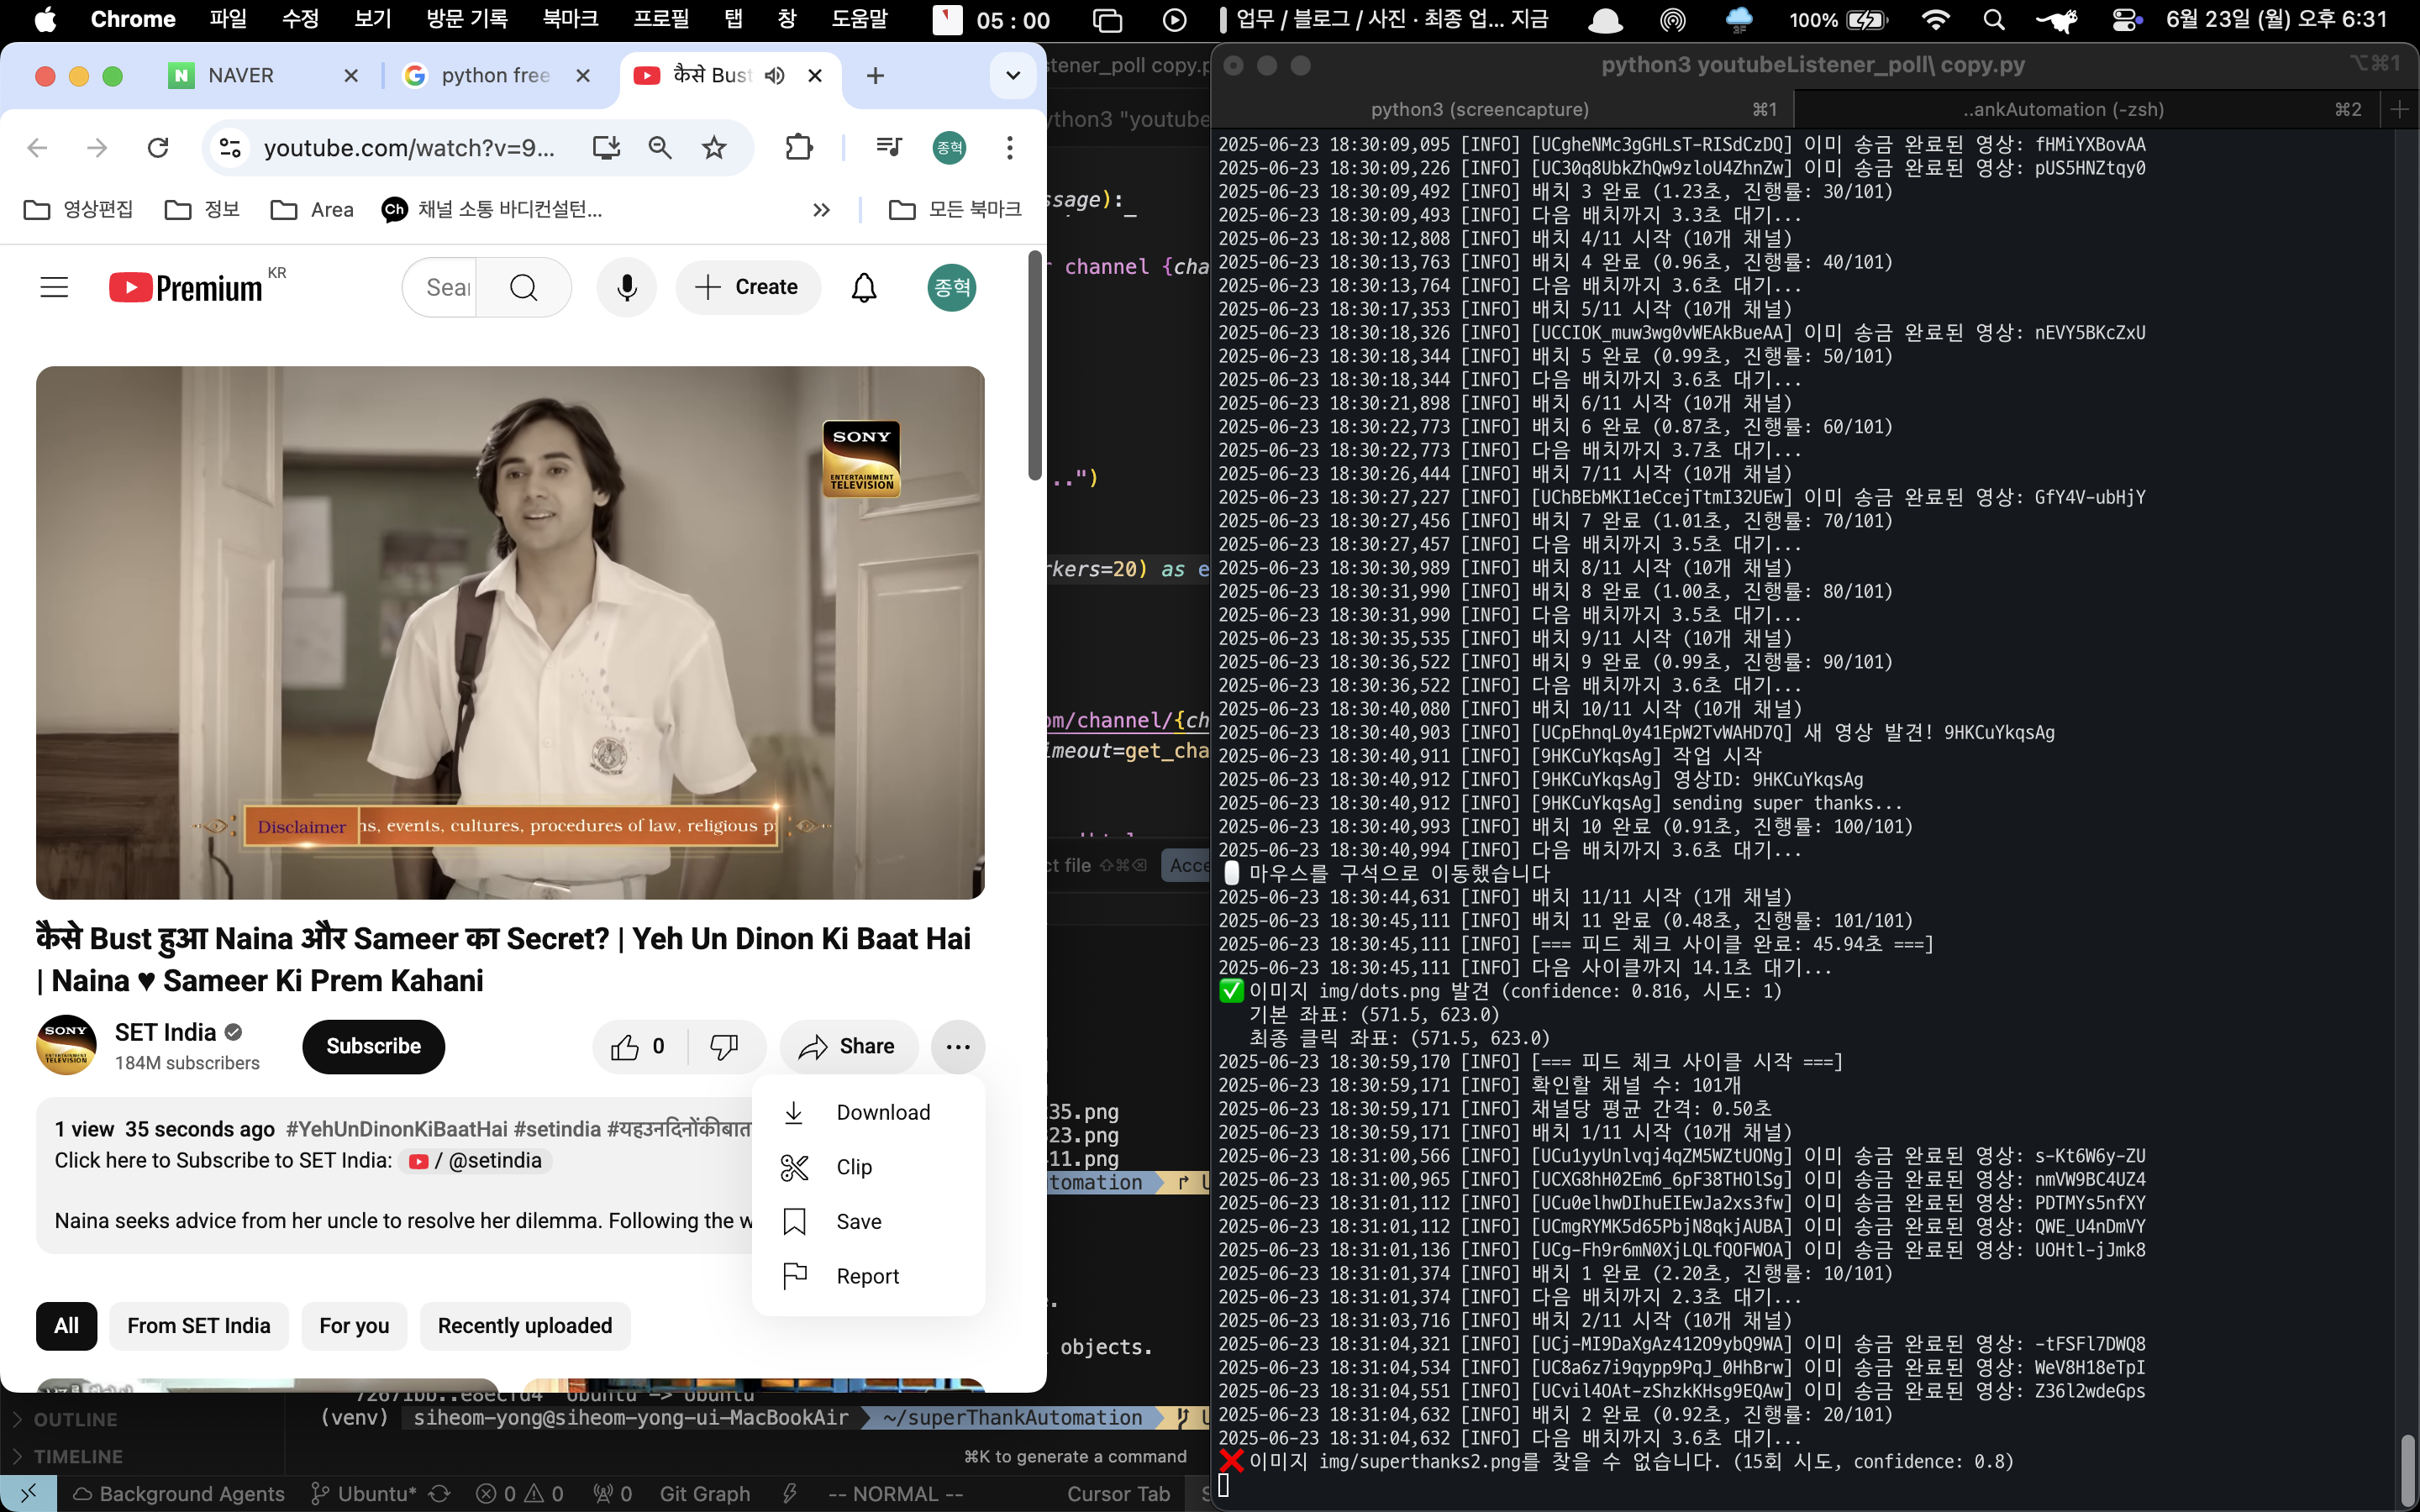 Chrome 파일 수정 보기 방문 기록 북마크 프로필 탭 창 도움말 05 : 00 업무 / 블로그 / 사진 · 최종 업... 지금 100% 6월 23일 (월) 오후 6:31
NAVER
python free
कैसे Bus
youtube.com/watch?v=9...
종혁
영상편집 정보 Area 채널 소통 바디컨설턴... 모든 북마크
Premium KR
Sear
Create
종혁
SONY
ENTERTAINMENT
TELEVISION
Disclaimer ns, events, cultures, procedures of law, religious p
कैसे Bust हुआ Naina और Sameer का Secret? | Yeh Un Dinon Ki Baat Hai
| Naina ♥ Sameer Ki Prem Kahani
SET India
184M subscribers
Subscribe
0
Share
Download
Clip
Save
Report
1 view 35 seconds ago #YehUnDinonKiBaatHai #setindia #यहउनदिनोंकीबात
Click here to Subscribe to SET India: / @setindia
Naina seeks advice from her uncle to resolve her dilemma. Following the w
All From SET India For you Recently uploaded
stener_poll copy.p
ython3 "youtube
ssage):
r channel {cha
..")
rkers=20) as e
om/channel/{ch
imeout=get_cha
ct file ⇧⌘⌫ Acce
35.png
23.png
11.png
tomation
objects.
72671bb..e8ecfd4 Ubuntu -> Ubuntu
(venv) siheom-yong@siheom-yong-ui-MacBookAir ~/superThankAutomation
⌘K to generate a command
OUTLINE
TIMELINE
Background Agents Ubuntu* 0 0 0 Git Graph -- NORMAL -- Cursor Tab
python3 youtubeListener_poll\ copy.py ⌥⌘1
python3 (screencapture) ⌘1 ..ankAutomation (-zsh) ⌘2
2025-06-23 18:30:09,095 [INFO] [UCgheNMc3gGHLsT-RISdCzDQ] 이미 송금 완료된 영상: fHMiYXBovAA
2025-06-23 18:30:09,226 [INFO] [UC30q8UbkZhQw9zloU4ZhnZw] 이미 송금 완료된 영상: pUS5HNZtqy0
2025-06-23 18:30:09,492 [INFO] 배치 3 완료 (1.23초, 진행률: 30/101)
2025-06-23 18:30:09,493 [INFO] 다음 배치까지 3.3초 대기...
2025-06-23 18:30:12,808 [INFO] 배치 4/11 시작 (10개 채널)
2025-06-23 18:30:13,763 [INFO] 배치 4 완료 (0.96초, 진행률: 40/101)
2025-06-23 18:30:13,764 [INFO] 다음 배치까지 3.6초 대기...
2025-06-23 18:30:17,353 [INFO] 배치 5/11 시작 (10개 채널)
2025-06-23 18:30:18,326 [INFO] [UCCIOK_muw3wg0vWEAkBueAA] 이미 송금 완료된 영상: nEVY5BKcZxU
2025-06-23 18:30:18,344 [INFO] 배치 5 완료 (0.99초, 진행률: 50/101)
2025-06-23 18:30:18,344 [INFO] 다음 배치까지 3.6초 대기...
2025-06-23 18:30:21,898 [INFO] 배치 6/11 시작 (10개 채널)
2025-06-23 18:30:22,773 [INFO] 배치 6 완료 (0.87초, 진행률: 60/101)
2025-06-23 18:30:22,773 [INFO] 다음 배치까지 3.7초 대기...
2025-06-23 18:30:26,444 [INFO] 배치 7/11 시작 (10개 채널)
2025-06-23 18:30:27,227 [INFO] [UChBEbMKI1eCcejTtmI32UEw] 이미 송금 완료된 영상: GfY4V-ubHjY
2025-06-23 18:30:27,456 [INFO] 배치 7 완료 (1.01초, 진행률: 70/101)
2025-06-23 18:30:27,457 [INFO] 다음 배치까지 3.5초 대기...
2025-06-23 18:30:30,989 [INFO] 배치 8/11 시작 (10개 채널)
2025-06-23 18:30:31,990 [INFO] 배치 8 완료 (1.00초, 진행률: 80/101)
2025-06-23 18:30:31,990 [INFO] 다음 배치까지 3.5초 대기...
2025-06-23 18:30:35,535 [INFO] 배치 9/11 시작 (10개 채널)
2025-06-23 18:30:36,522 [INFO] 배치 9 완료 (0.99초, 진행률: 90/101)
2025-06-23 18:30:36,522 [INFO] 다음 배치까지 3.6초 대기...
2025-06-23 18:30:40,080 [INFO] 배치 10/11 시작 (10개 채널)
2025-06-23 18:30:40,903 [INFO] [UCpEhnqL0y41EpW2TvWAHD7Q] 새 영상 발견! 9HKCuYkqsAg
2025-06-23 18:30:40,911 [INFO] [9HKCuYkqsAg] 작업 시작
2025-06-23 18:30:40,912 [INFO] [9HKCuYkqsAg] 영상ID: 9HKCuYkqsAg
2025-06-23 18:30:40,912 [INFO] [9HKCuYkqsAg] sending super thanks...
2025-06-23 18:30:40,993 [INFO] 배치 10 완료 (0.91초, 진행률: 100/101)
2025-06-23 18:30:40,994 [INFO] 다음 배치까지 3.6초 대기...
마우스를 구석으로 이동했습니다
2025-06-23 18:30:44,631 [INFO] 배치 11/11 시작 (1개 채널)
2025-06-23 18:30:45,111 [INFO] 배치 11 완료 (0.48초, 진행률: 101/101)
2025-06-23 18:30:45,111 [INFO] [=== 피드 체크 사이클 완료: 45.94초 ===]
2025-06-23 18:30:45,111 [INFO] 다음 사이클까지 14.1초 대기...
✅ 이미지 img/dots.png 발견 (confidence: 0.816, 시도: 1)
기본 좌표: (571.5, 623.0)
최종 클릭 좌표: (571.5, 623.0)
2025-06-23 18:30:59,170 [INFO] [=== 피드 체크 사이클 시작 ===]
2025-06-23 18:30:59,171 [INFO] 확인할 채널 수: 101개
2025-06-23 18:30:59,171 [INFO] 채널당 평균 간격: 0.50초
2025-06-23 18:30:59,171 [INFO] 배치 1/11 시작 (10개 채널)
2025-06-23 18:31:00,566 [INFO] [UCu1yyUnlvqj4qZM5WZtUONg] 이미 송금 완료된 영상: s-Kt6W6y-ZU
2025-06-23 18:31:00,965 [INFO] [UCXG8hH02Em6_6pF38THOlSg] 이미 송금 완료된 영상: nmVW9BC4UZ4
2025-06-23 18:31:01,112 [INFO] [UCu0elhwDIhuEIEwJa2xs3fw] 이미 송금 완료된 영상: PDTMYs5nfXY
2025-06-23 18:31:01,112 [INFO] [UCmgRYMK5d65PbjN8qkjAUBA] 이미 송금 완료된 영상: QWE_U4nDmVY
2025-06-23 18:31:01,136 [INFO] [UCg-Fh9r6mN0XjLQLfQOFWOA] 이미 송금 완료된 영상: UOHtl-jJmk8
2025-06-23 18:31:01,374 [INFO] 배치 1 완료 (2.20초, 진행률: 10/101)
2025-06-23 18:31:01,374 [INFO] 다음 배치까지 2.3초 대기...
2025-06-23 18:31:03,716 [INFO] 배치 2/11 시작 (10개 채널)
2025-06-23 18:31:04,321 [INFO] [UCj-MI9DaXgAz412O9ybQ9WA] 이미 송금 완료된 영상: -tFSFl7DWQ8
2025-06-23 18:31:04,534 [INFO] [UC8a6z7i9qypp9PqJ_0HhBrw] 이미 송금 완료된 영상: WeV8H18eTpI
2025-06-23 18:31:04,551 [INFO] [UCvil4OAt-zShzkKHsg9EQAw] 이미 송금 완료된 영상: Z36l2wdeGps
2025-06-23 18:31:04,632 [INFO] 배치 2 완료 (0.92초, 진행률: 20/101)
2025-06-23 18:31:04,632 [INFO] 다음 배치까지 3.6초 대기...
❌ 이미지 img/superthanks2.png를 찾을 수 없습니다. (15회 시도, confidence: 0.8)